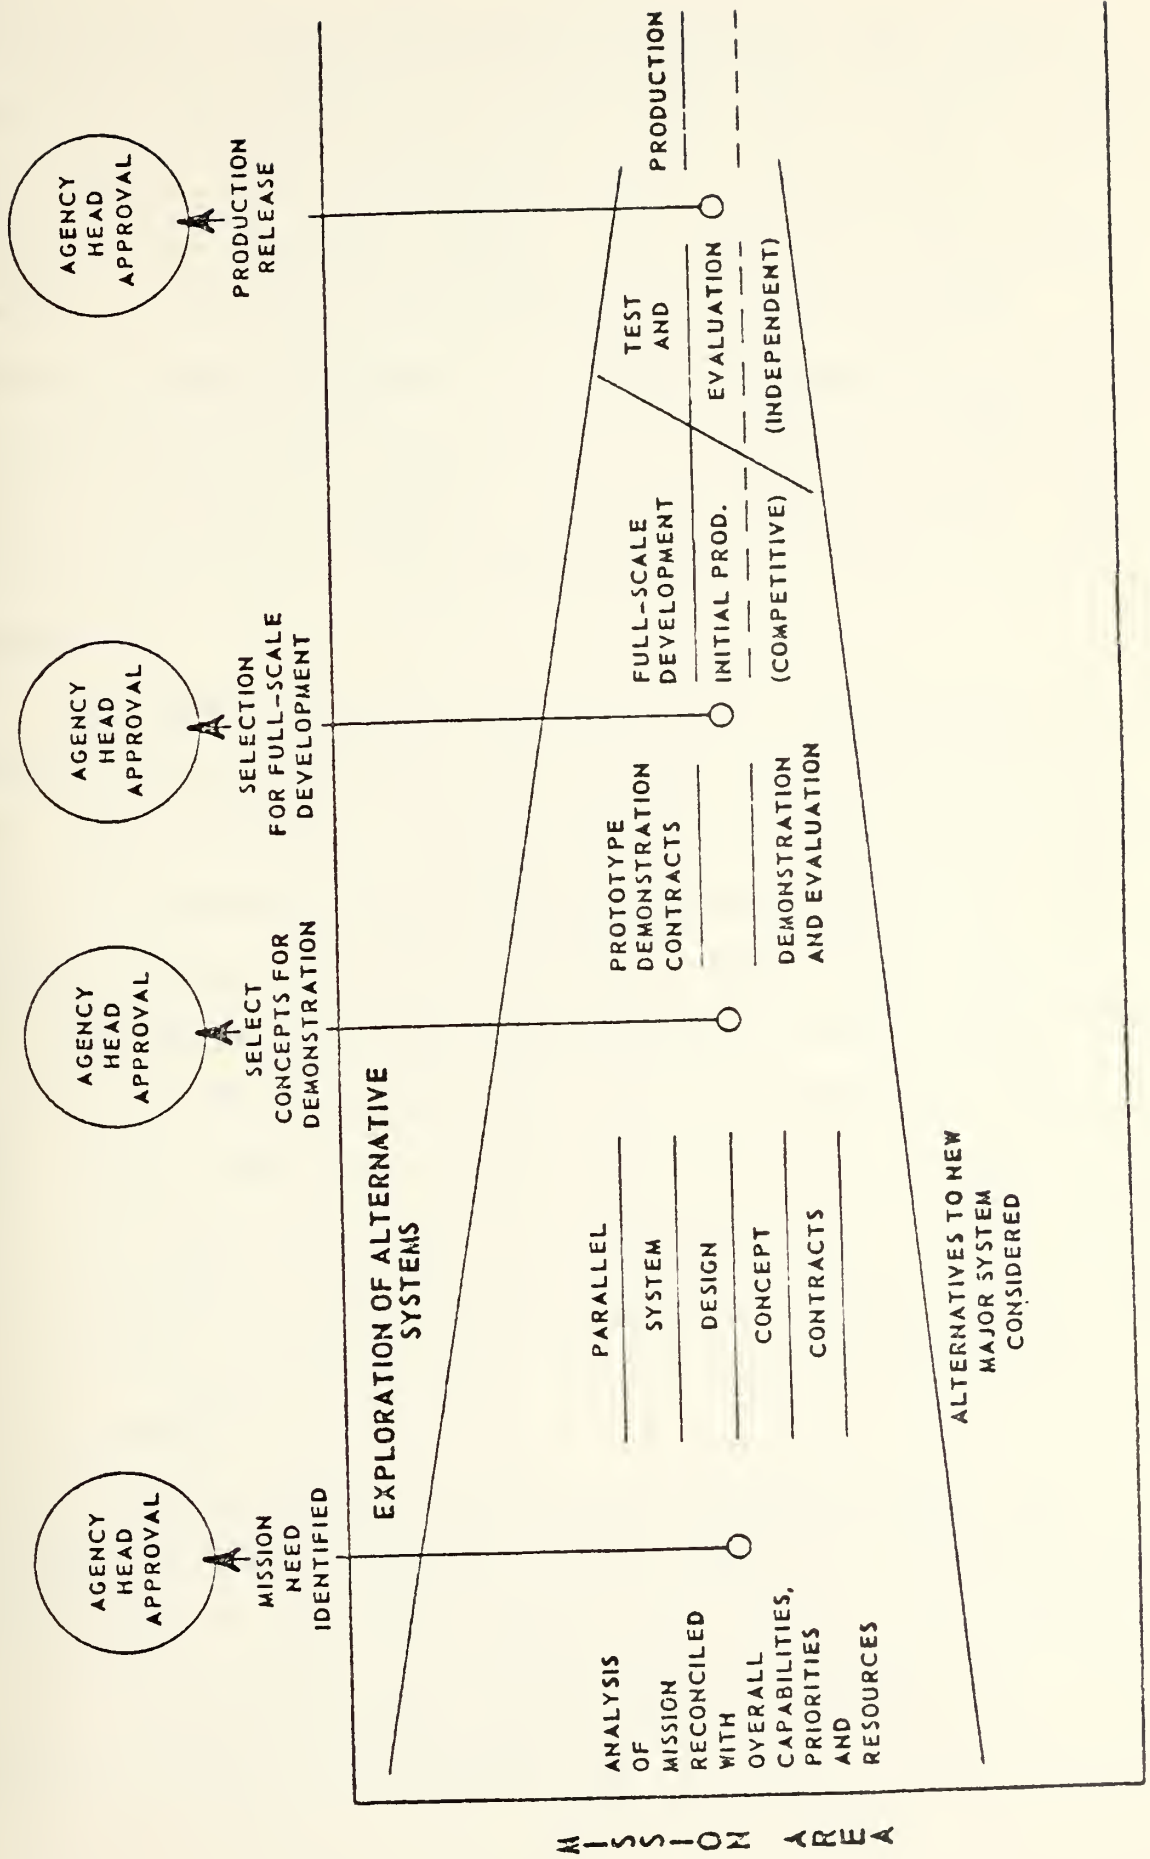 AGENCY
HEAD
APPROVAL
MISSION
NEED
IDENTIFIED
AGENCY
HEAD
APPROVAL
SELECT
CONCEPTS FOR
DEMONSTRATION
AGENCY
HEAD
APPROVAL
SELECTION
FOR FULL-SCALE
DEVELOPMENT
AGENCY
HEAD
APPROVAL
PRODUCTION
RELEASE
MISSION AREA
EXPLORATION OF ALTERNATIVE
SYSTEMS
ANALYSIS
OF
MISSION
RECONCILED
WITH
OVERALL
CAPABILITIES,
PRIORITIES
AND
RESOURCES
PARALLEL
SYSTEM
DESIGN
CONCEPT
CONTRACTS
PROTOTYPE
DEMONSTRATION
CONTRACTS
DEMONSTRATION
AND EVALUATION
FULL-SCALE
DEVELOPMENT
INITIAL PROD.
(COMPETITIVE)
TEST
AND
EVALUATION
(INDEPENDENT)
PRODUCTION
ALTERNATIVES TO NEW
MAJOR SYSTEM
CONSIDERED